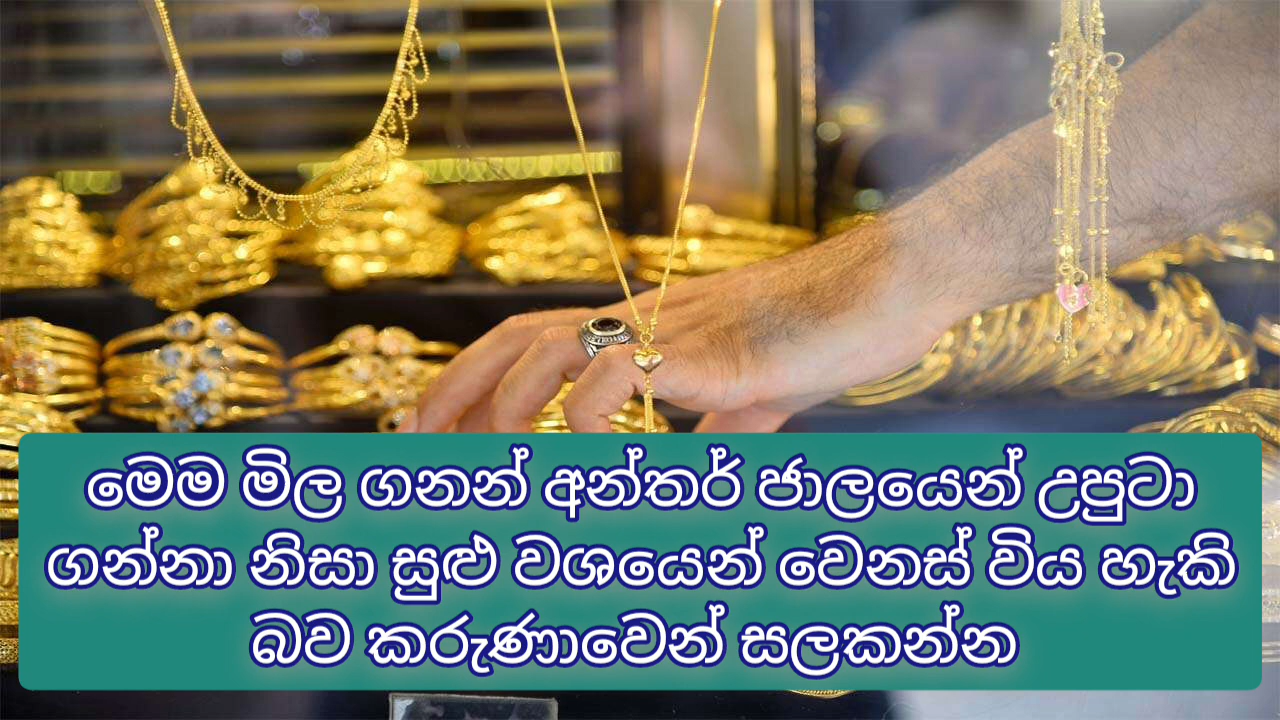 මෙම මිල ගනන් අන්තර් ජාලයෙන් උපුටා
ගන්නා නිසා සුළු වශයෙන් වෙනස් විය හැකි
බව කරුණාවෙන් සලකන්න